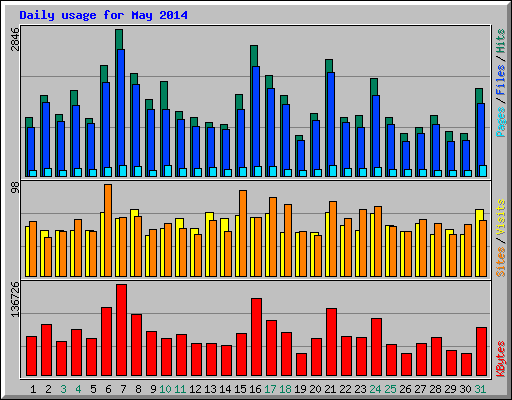 Daily usage for May 2014
2846
Pages / Files / Hits
98
Sites / Visits
136726
KBytes
1 2 3 4 5 6 7 8 9 10 11 12 13 14 15 16 17 18 19 20 21 22 23 24 25 26 27 28 29 30 31